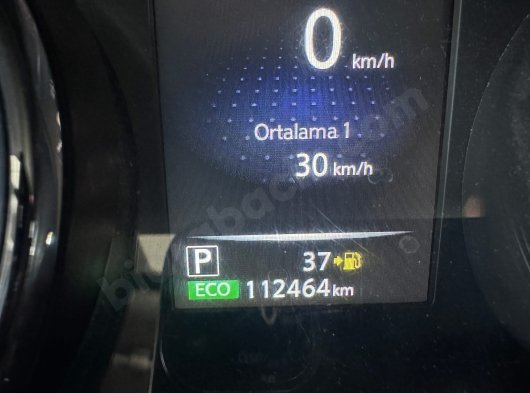 0 km/h
Ortalama 1
30 km/h
P 37
ECO 112464 km